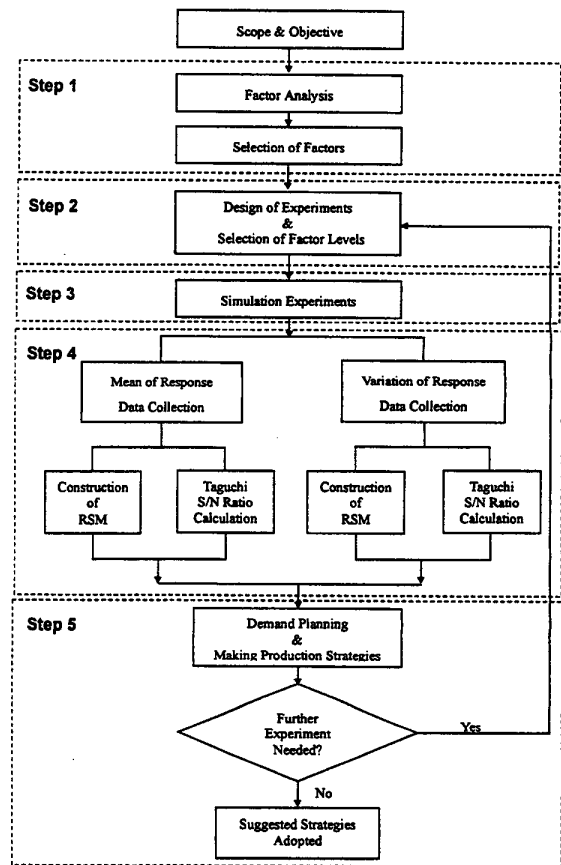 Scope & Objective
Step 1
Factor Analysis
Selection of Factors
Step 2
Design of Experiments
&
Selection of Factor Levels
Step 3
Simulation Experiments
Step 4
Mean of Response
Data Collection
Variation of Response
Data Collection
Construction
of
RSM
Taguchi
S/N Ratio
Calculation
Construction
of
RSM
Taguchi
S/N Ratio
Calculation
Step 5
Demand Planning
&
Making Production Strategies
Further
Experiment
Needed?
Yes
No
Suggested Strategies
Adopted